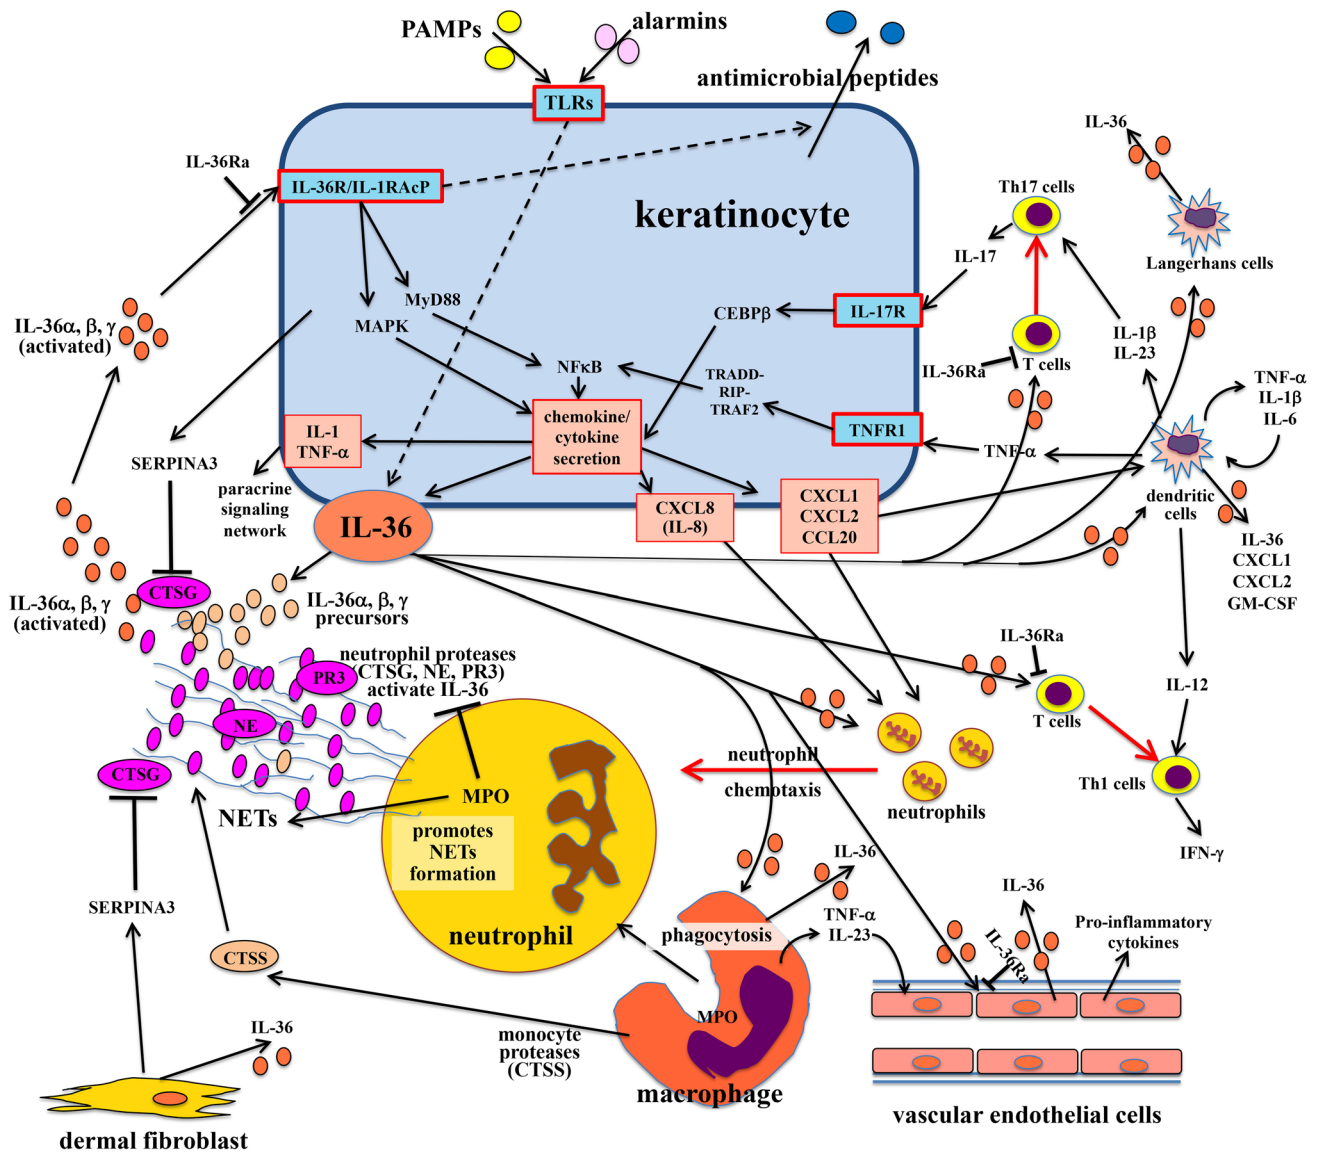 PAMPs
alarmins
antimicrobial peptides
TLRs
IL-36
IL-36Ra
IL-36R/IL-1RAcP
keratinocyte
Th17 cells
IL-17
Langerhans cells
MyD88
MAPK
CEBPβ
IL-17R
IL-36α, β, γ
(activated)
IL-1β
IL-23
NFκB
TRADD-
RIP-
TRAF2
IL-36Ra
T cells
TNF-α
IL-1β
IL-6
chemokine/
cytokine
secretion
IL-1
TNF-α
TNFR1
TNF-α
SERPINA3
paracrine
signaling
network
IL-36
CXCL8
(IL-8)
CXCL1
CXCL2
CCL20
dendritic
cells
IL-36
CXCL1
CXCL2
GM-CSF
CTSG
IL-36α, β, γ
(activated)
IL-36α, β, γ
precursors
neutrophil proteases
(CTSG, NE, PR3)
activate IL-36
PR3
NE
CTSG
IL-36Ra
T cells
IL-12
Th1 cells
IFN-γ
NETs
MPO
promotes
NETs
formation
neutrophil
neutrophil
chemotaxis
neutrophils
SERPINA3
CTSS
IL-36
TNF-α
IL-23
phagocytosis
MPO
macrophage
monocyte
proteases
(CTSS)
IL-36
IL-36Ra
Pro-inflammatory
cytokines
vascular endothelial cells
IL-36
dermal fibroblast